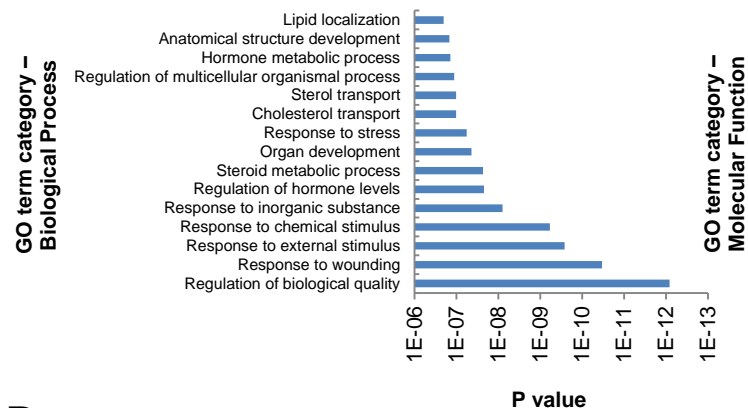 GO term category –
Biological Process
Lipid localization
Anatomical structure development
Hormone metabolic process
Regulation of multicellular organismal process
Sterol transport
Cholesterol transport
Response to stress
Organ development
Steroid metabolic process
Regulation of hormone levels
Response to inorganic substance
Response to chemical stimulus
Response to external stimulus
Response to wounding
Regulation of biological quality
1E-06
1E-07
1E-08
1E-09
1E-10
1E-11
1E-12
1E-13
P value
GO term category –
Molecular Function